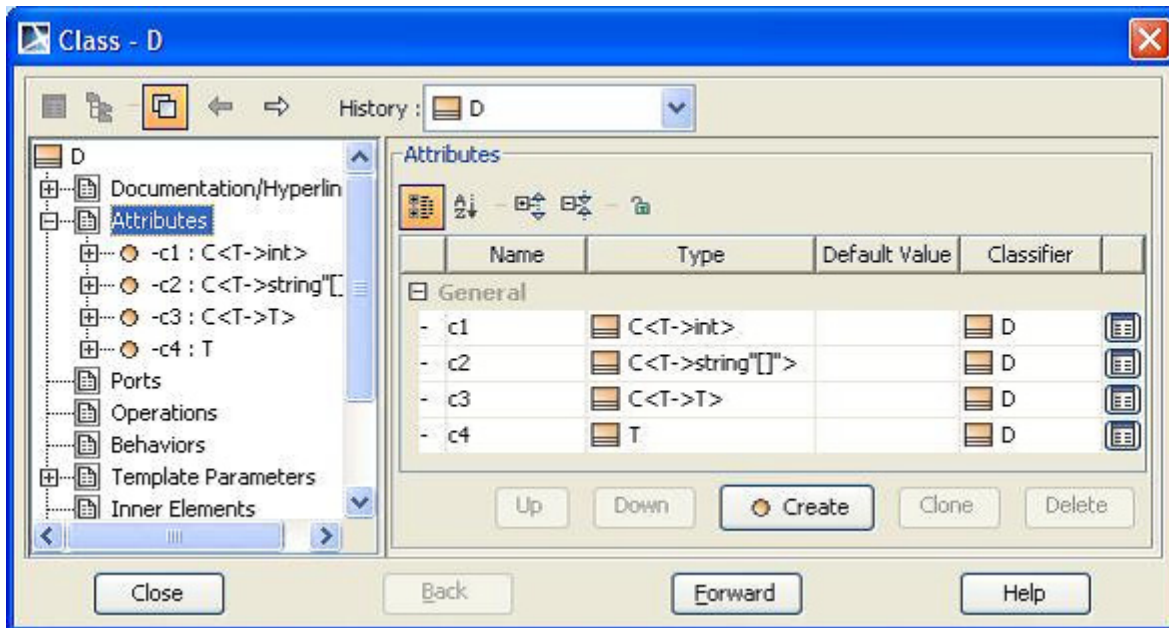 Class - D
History : D
D
Documentation/Hyperlin
Attributes
-c1 : C<T->int>
-c2 : C<T->string"[
-c3 : C<T->T>
-c4 : T
Ports
Operations
Behaviors
Template Parameters
Inner Elements
Attributes
Name Type Default Value Classifier
General
- c1 C<T->int> D
- c2 C<T->string"[]"> D
- c3 C<T->T> D
- c4 T D
Up Down Create Clone Delete
Close Back Forward Help